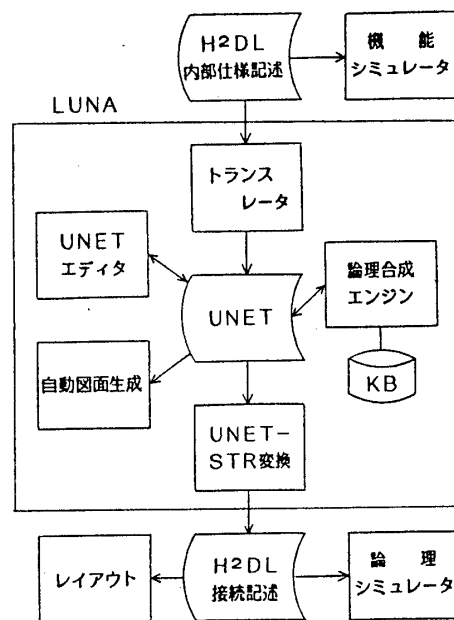 H²DL
内部仕様記述
機 能
シミュレータ
LUNA
トランス
レータ
UNET
エディタ
UNET
論理合成
エンジン
KB
自動図面生成
UNET-
STR変換
レイアウト
H²DL
接続記述
論 理
シミュレータ